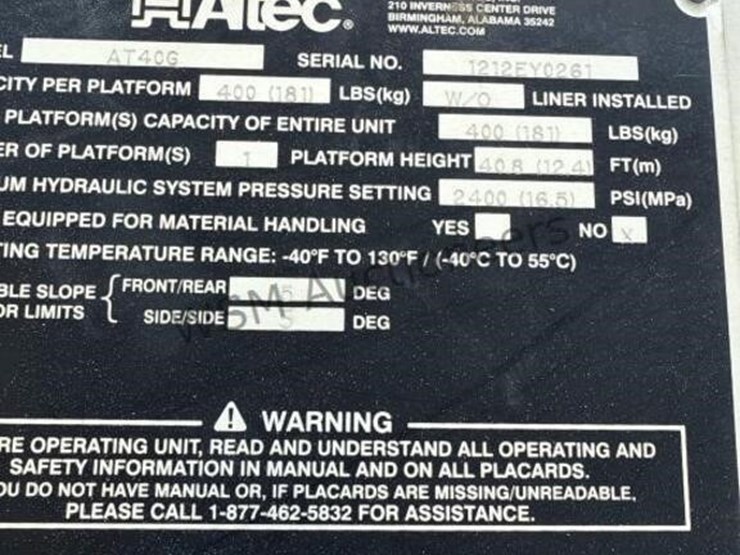 Altec
210 INVERNESS CENTER DRIVE
BIRMINGHAM, ALABAMA 35242
WWW.ALTEC.COM
EL AT40G SERIAL NO. 1212EY0261
CITY PER PLATFORM 400 (181) LBS(kg) W/O LINER INSTALLED
PLATFORM(S) CAPACITY OF ENTIRE UNIT 400 (181) LBS(kg)
ER OF PLATFORM(S) 1 PLATFORM HEIGHT 40.8 (12.4) FT(m)
UM HYDRAULIC SYSTEM PRESSURE SETTING 2400 (16.5) PSI(MPa)
EQUIPPED FOR MATERIAL HANDLING YES NO X
TING TEMPERATURE RANGE: -40°F TO 130°F / (-40°C TO 55°C)
BLE SLOPE FRONT/REAR 5 DEG
OR LIMITS SIDE/SIDE 5 DEG
WSM Auctioneers
WARNING
RE OPERATING UNIT, READ AND UNDERSTAND ALL OPERATING AND
SAFETY INFORMATION IN MANUAL AND ON ALL PLACARDS.
OU DO NOT HAVE MANUAL OR, IF PLACARDS ARE MISSING/UNREADABLE,
PLEASE CALL 1-877-462-5832 FOR ASSISTANCE.